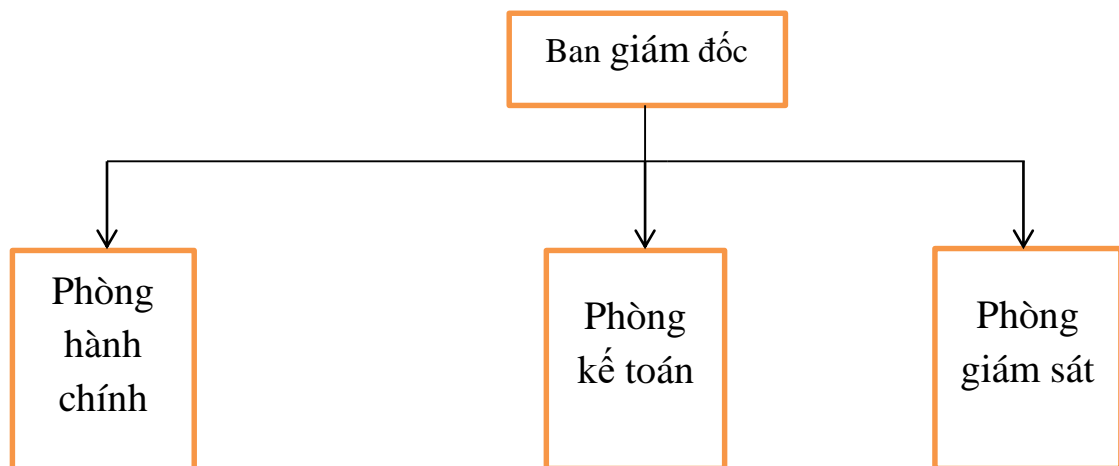 Ban giám đốc
Phòng
hành
chính
Phòng
kế toán
Phòng
giám sát